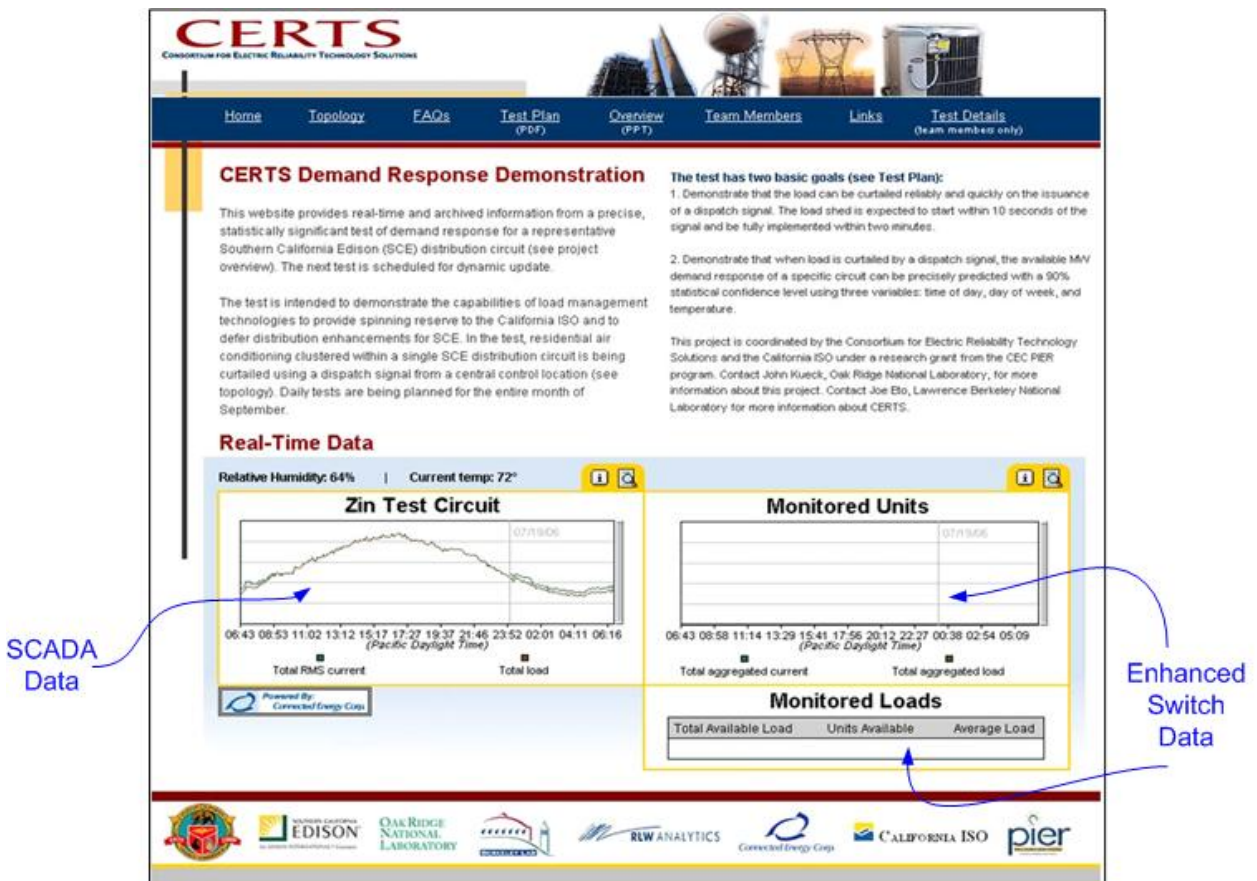 CERTS
CONSORTIUM FOR ELECTRIC RELIABILITY TECHNOLOGY SOLUTIONS
Home Topology FAQs Test Plan Overview Team Members Links Test Details
(PDF) (PPT) (team members only)
CERTS Demand Response Demonstration
This website provides real-time and archived information from a precise,
statistically significant test of demand response for a representative
Southern California Edison (SCE) distribution circuit (see project
overview). The next test is scheduled for dynamic update.
The test is intended to demonstrate the capabilities of load management
technologies to provide spinning reserve to the California ISO and to
defer distribution enhancements for SCE. In the test, residential air
conditioning clustered within a single SCE distribution circuit is being
curtailed using a dispatch signal from a central control location (see
topology). Daily tests are being planned for the entire month of
September.
The test has two basic goals (see Test Plan):
1. Demonstrate that the load can be curtailed reliably and quickly on the issuance
of a dispatch signal. The load shed is expected to start within 10 seconds of the
signal and be fully implemented within two minutes.
2. Demonstrate that when load is curtailed by a dispatch signal, the available MW
demand response of a specific circuit can be precisely predicted with a 90%
statistical confidence level using three variables: time of day, day of week, and
temperature.
This project is coordinated by the Consortium for Electric Reliability Technology
Solutions and the California ISO under a research grant from the CEC PIER
program. Contact John Kueck, Oak Ridge National Laboratory, for more
information about this project. Contact Joe Eto, Lawrence Berkeley National
Laboratory for more information about CERTS.
Real-Time Data
Relative Humidity: 64% | Current temp: 72°
i
i
Zin Test Circuit
07/19/06
06:43 08:53 11:02 13:12 15:17 17:27 19:37 21:46 23:52 02:01 04:11 06:16
(Pacific Daylight Time)
Total RMS current Total load
Monitored Units
07/19/06
06:43 08:58 11:14 13:29 15:41 17:56 20:12 22:27 00:38 02:54 05:09
(Pacific Daylight Time)
Total aggregated current Total aggregated load
Powered By:
Connected Energy Corp.
Monitored Loads
Total Available Load Units Available Average Load
SCADA
Data
Enhanced
Switch
Data
SOUTHERN CALIFORNIA
EDISON
OAK RIDGE
NATIONAL
LABORATORY
BERKELEY LAB
RLW ANALYTICS
Connected Energy Corp
CALIFORNIA ISO
pier